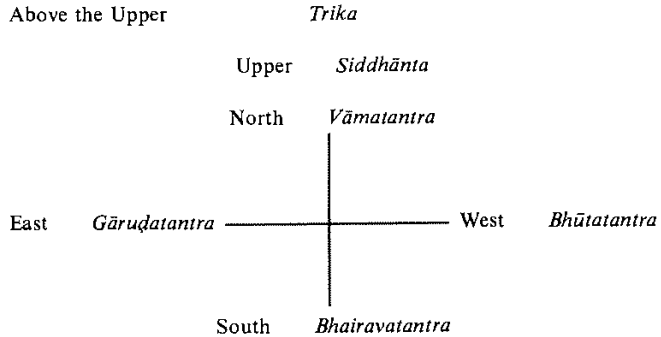 Above the Upper Trika
Upper Siddhānta
North Vāmatantra
East Gāruḍatantra West Bhūtatantra
South Bhairavatantra